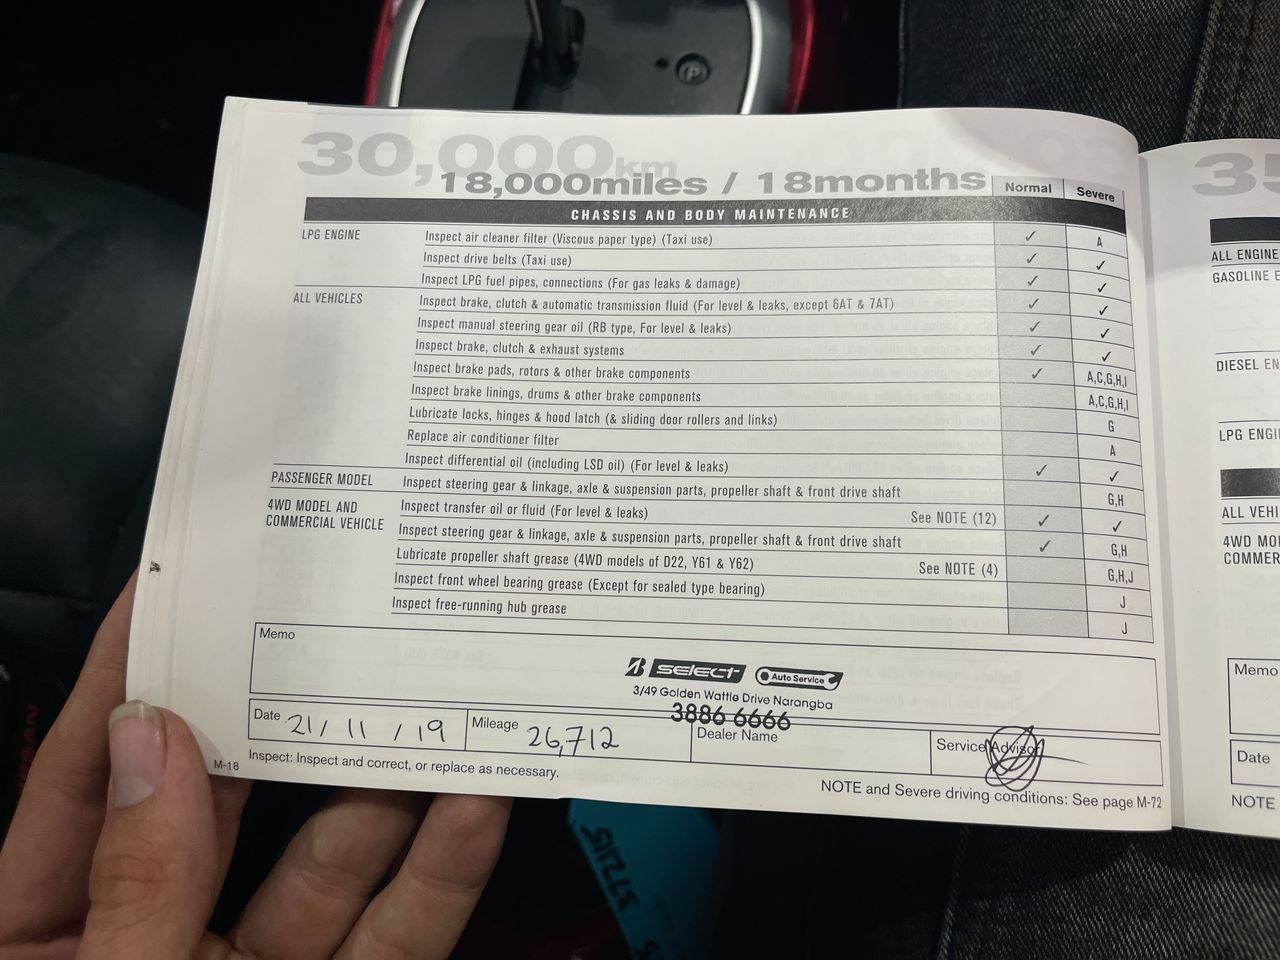 30,000km
18,000miles / 18months
Normal Severe
CHASSIS AND BODY MAINTENANCE
LPG ENGINE Inspect air cleaner filter (Viscous paper type) (Taxi use) ✓ A
Inspect drive belts (Taxi use) ✓ ✓
Inspect LPG fuel pipes, connections (For gas leaks & damage) ✓ ✓
ALL VEHICLES Inspect brake, clutch & automatic transmission fluid (For level & leaks, except 6AT & 7AT) ✓ ✓
Inspect manual steering gear oil (RB type, For level & leaks) ✓ ✓
Inspect brake, clutch & exhaust systems ✓ ✓
Inspect brake pads, rotors & other brake components ✓ A,C,G,H,I
Inspect brake linings, drums & other brake components A,C,G,H,I
Lubricate locks, hinges & hood latch (& sliding door rollers and links) G
Replace air conditioner filter A
Inspect differential oil (including LSD oil) (For level & leaks) ✓ ✓
PASSENGER MODEL Inspect steering gear & linkage, axle & suspension parts, propeller shaft & front drive shaft G,H
4WD MODEL AND COMMERCIAL VEHICLE Inspect transfer oil or fluid (For level & leaks) See NOTE (12) ✓ ✓
Inspect steering gear & linkage, axle & suspension parts, propeller shaft & front drive shaft ✓ G,H
Lubricate propeller shaft grease (4WD models of D22, Y61 & Y62) See NOTE (4) G,H,J
Inspect front wheel bearing grease (Except for sealed type bearing) J
Inspect free-running hub grease J
Memo
B select Auto Service
3/49 Golden Wattle Drive Narangba
3886 6666
Date 21/ 11 / 19 Mileage 26,712 Dealer Name Service Advisor
M-18
Inspect: Inspect and correct, or replace as necessary.
NOTE and Severe driving conditions: See page M-72
35
ALL ENGINE
GASOLINE E
DIESEL EN
LPG ENGI
ALL VEHI
4WD MO
COMMER
Memo
Date
NOTE
P
37271S